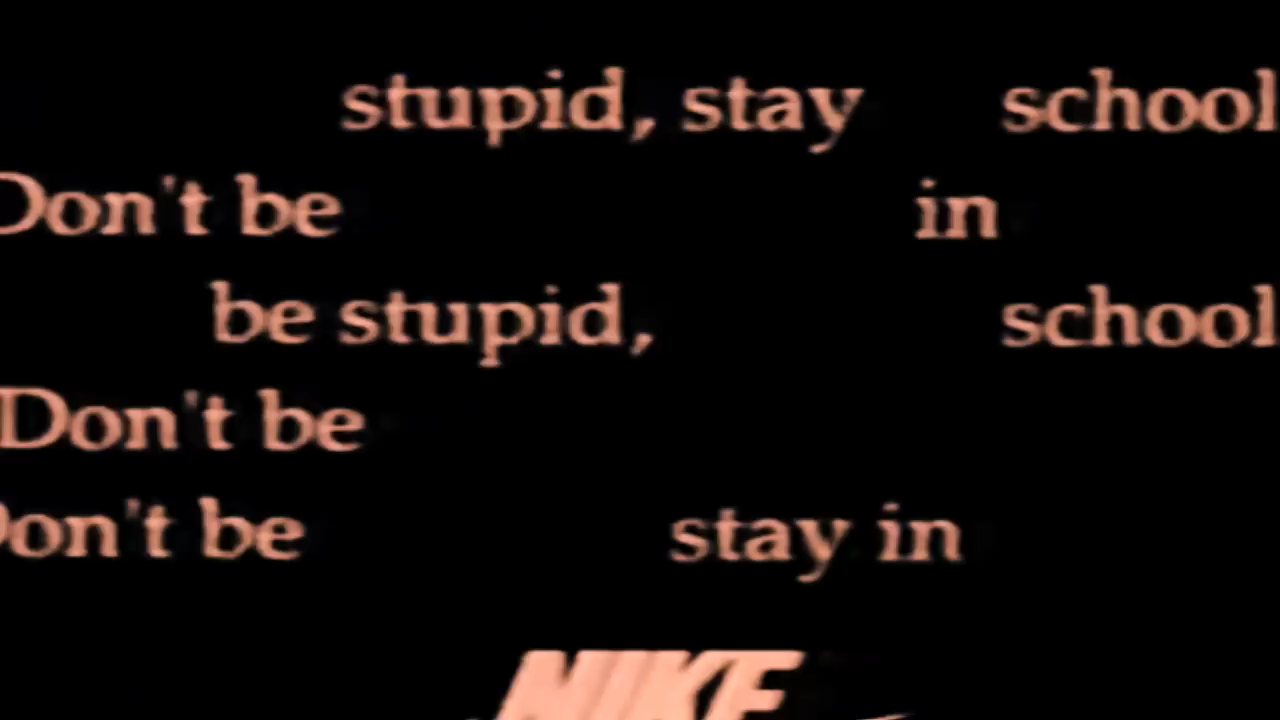 stupid, stay school
Don't be in
be stupid, school
Don't be
Don't be stay in
NIKE